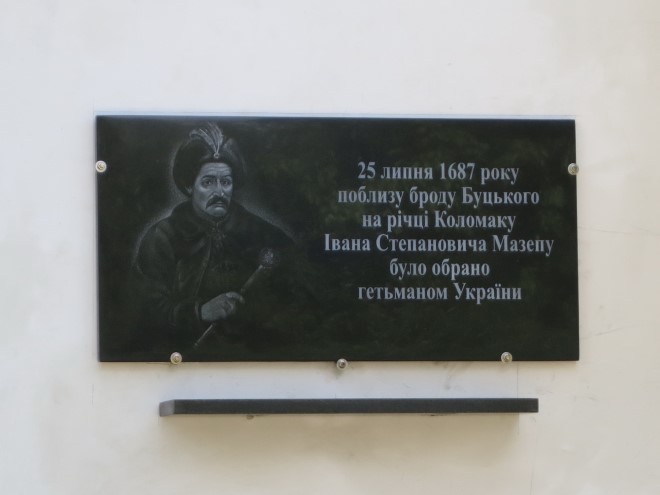 25 липня 1687 року
поблизу броду Буцького
на річці Коломаку
Івана Степановича Мазепу
було обрано
гетьманом України